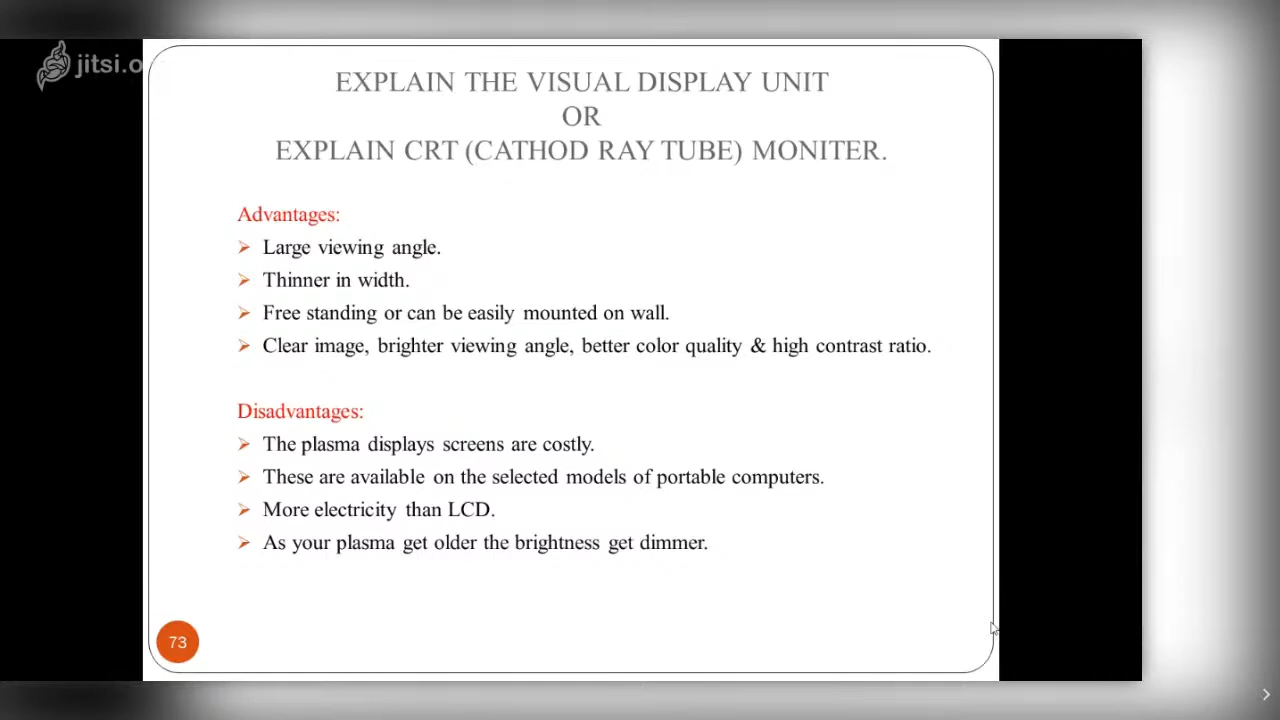 jitsi.o
EXPLAIN THE VISUAL DISPLAY UNIT
OR
EXPLAIN CRT (CATHOD RAY TUBE) MONITER.
Advantages:
Large viewing angle.
Thinner in width.
Free standing or can be easily mounted on wall.
Clear image, brighter viewing angle, better color quality & high contrast ratio.
Disadvantages:
The plasma displays screens are costly.
These are available on the selected models of portable computers.
More electricity than LCD.
As your plasma get older the brightness get dimmer.
73